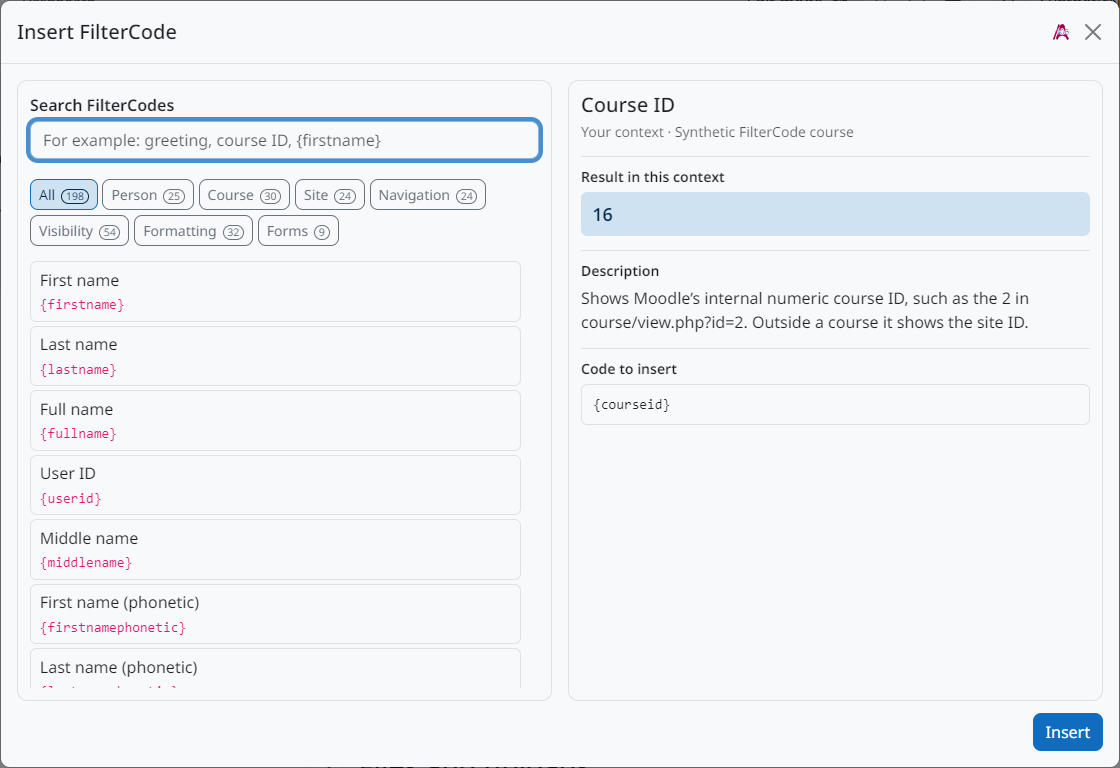 Insert FilterCode
Search FilterCodes
For example: greeting, course ID, {firstname}
All 198
Person 25
Course 30
Site 24
Navigation 24
Visibility 54
Formatting 32
Forms 9
First name
{firstname}
Last name
{lastname}
Full name
{fullname}
User ID
{userid}
Middle name
{middlename}
First name (phonetic)
{firstnamephonetic}
Last name (phonetic)
Course ID
Your context · Synthetic FilterCode course
Result in this context
16
Description
Shows Moodle’s internal numeric course ID, such as the 2 in
course/view.php?id=2. Outside a course it shows the site ID.
Code to insert
{courseid}
Insert